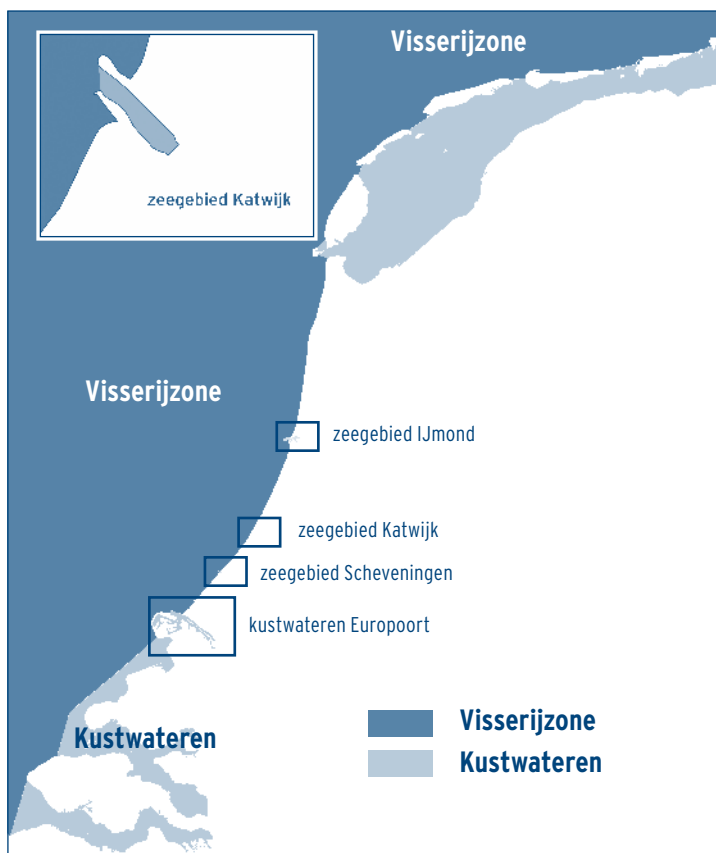 Visserijzone
zeegebied Katwijk
Visserijzone
zeegebied IJmond
zeegebied Katwijk
zeegebied Scheveningen
kustwateren Europoort
Kustwateren
Visserijzone
Kustwateren